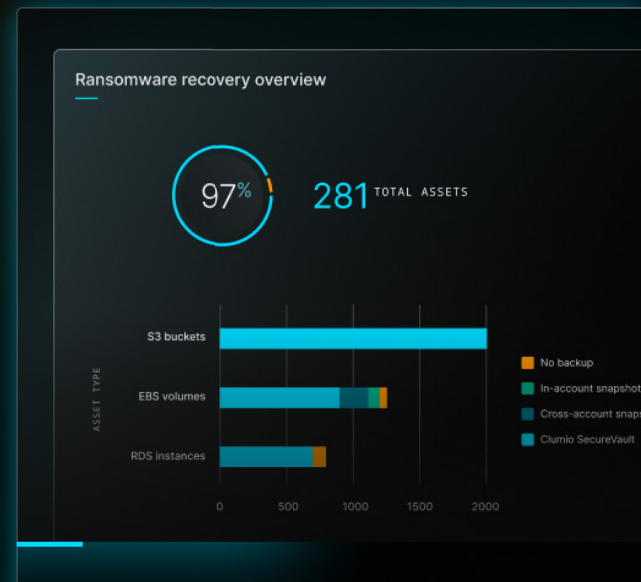 Ransomware recovery overview
97%
281 TOTAL ASSETS
S3 buckets
EBS volumes
RDS instances
ASSET TYPE
0 500 1000 1500 2000
No backup
In-account snapshot
Cross-account snaps
Clumio SecureVault